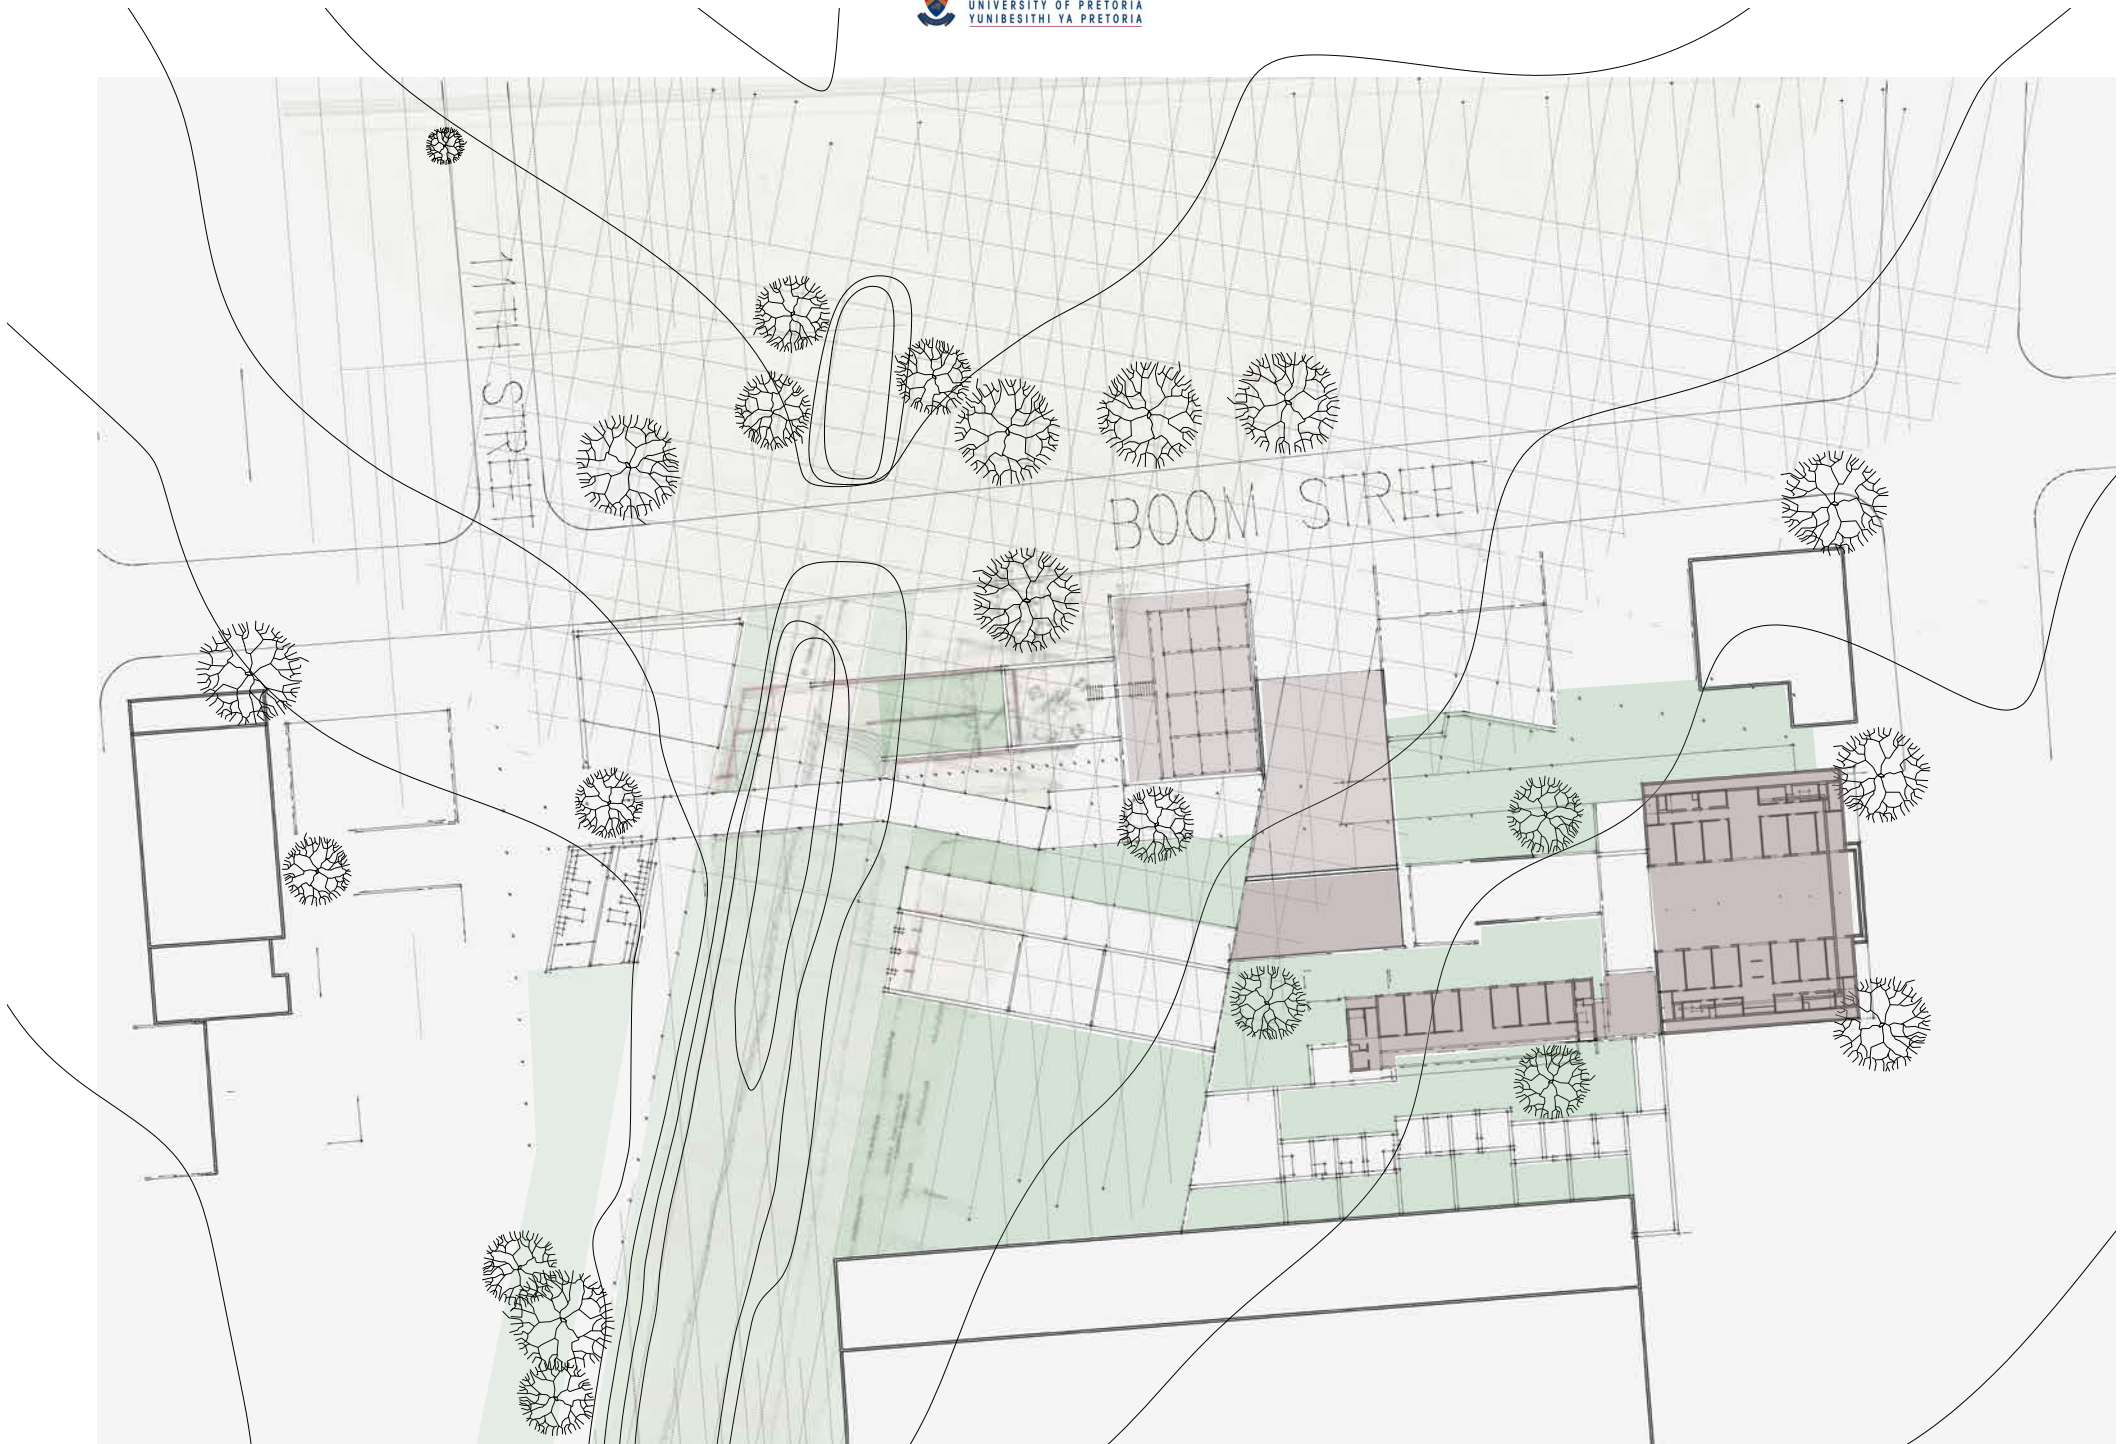 UNIVERSITY OF PRETORIA
YUNIBESITHI YA PRETORIA
11TH STREET
BOOM STREET